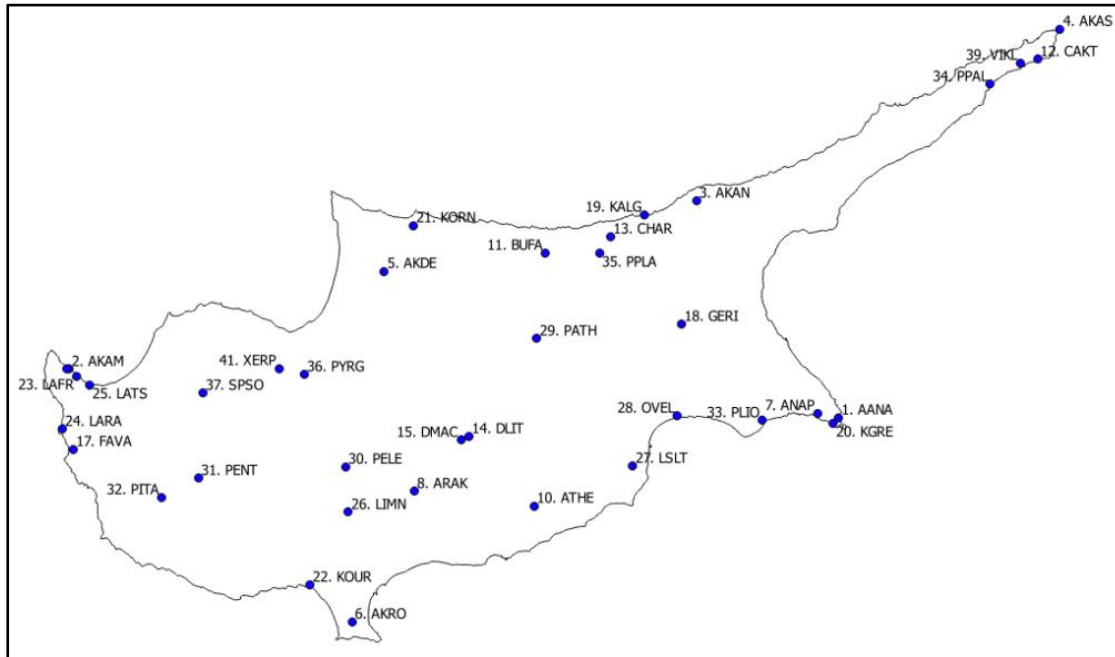 4. AKAS
39. VIKL
12. CAKT
34. PPAL
3. AKAN
19. KALG
21. KORN
13. CHAR
11. BUFA
35. PPLA
5. AKDE
18. GERI
29. PATH
2. AKAM
41. XERP
36. PYRG
23. LAFR
25. LATS
37. SPSO
28. OVEL
33. PLIO
7. ANAP
1. AANA
20. KGRE
24. LARA
15. DMAC
14. DLIT
17. FAVA
27. LSLT
30. PELE
31. PENT
8. ARAK
32. PITA
10. ATHE
26. LIMN
22. KOUR
6. AKRO